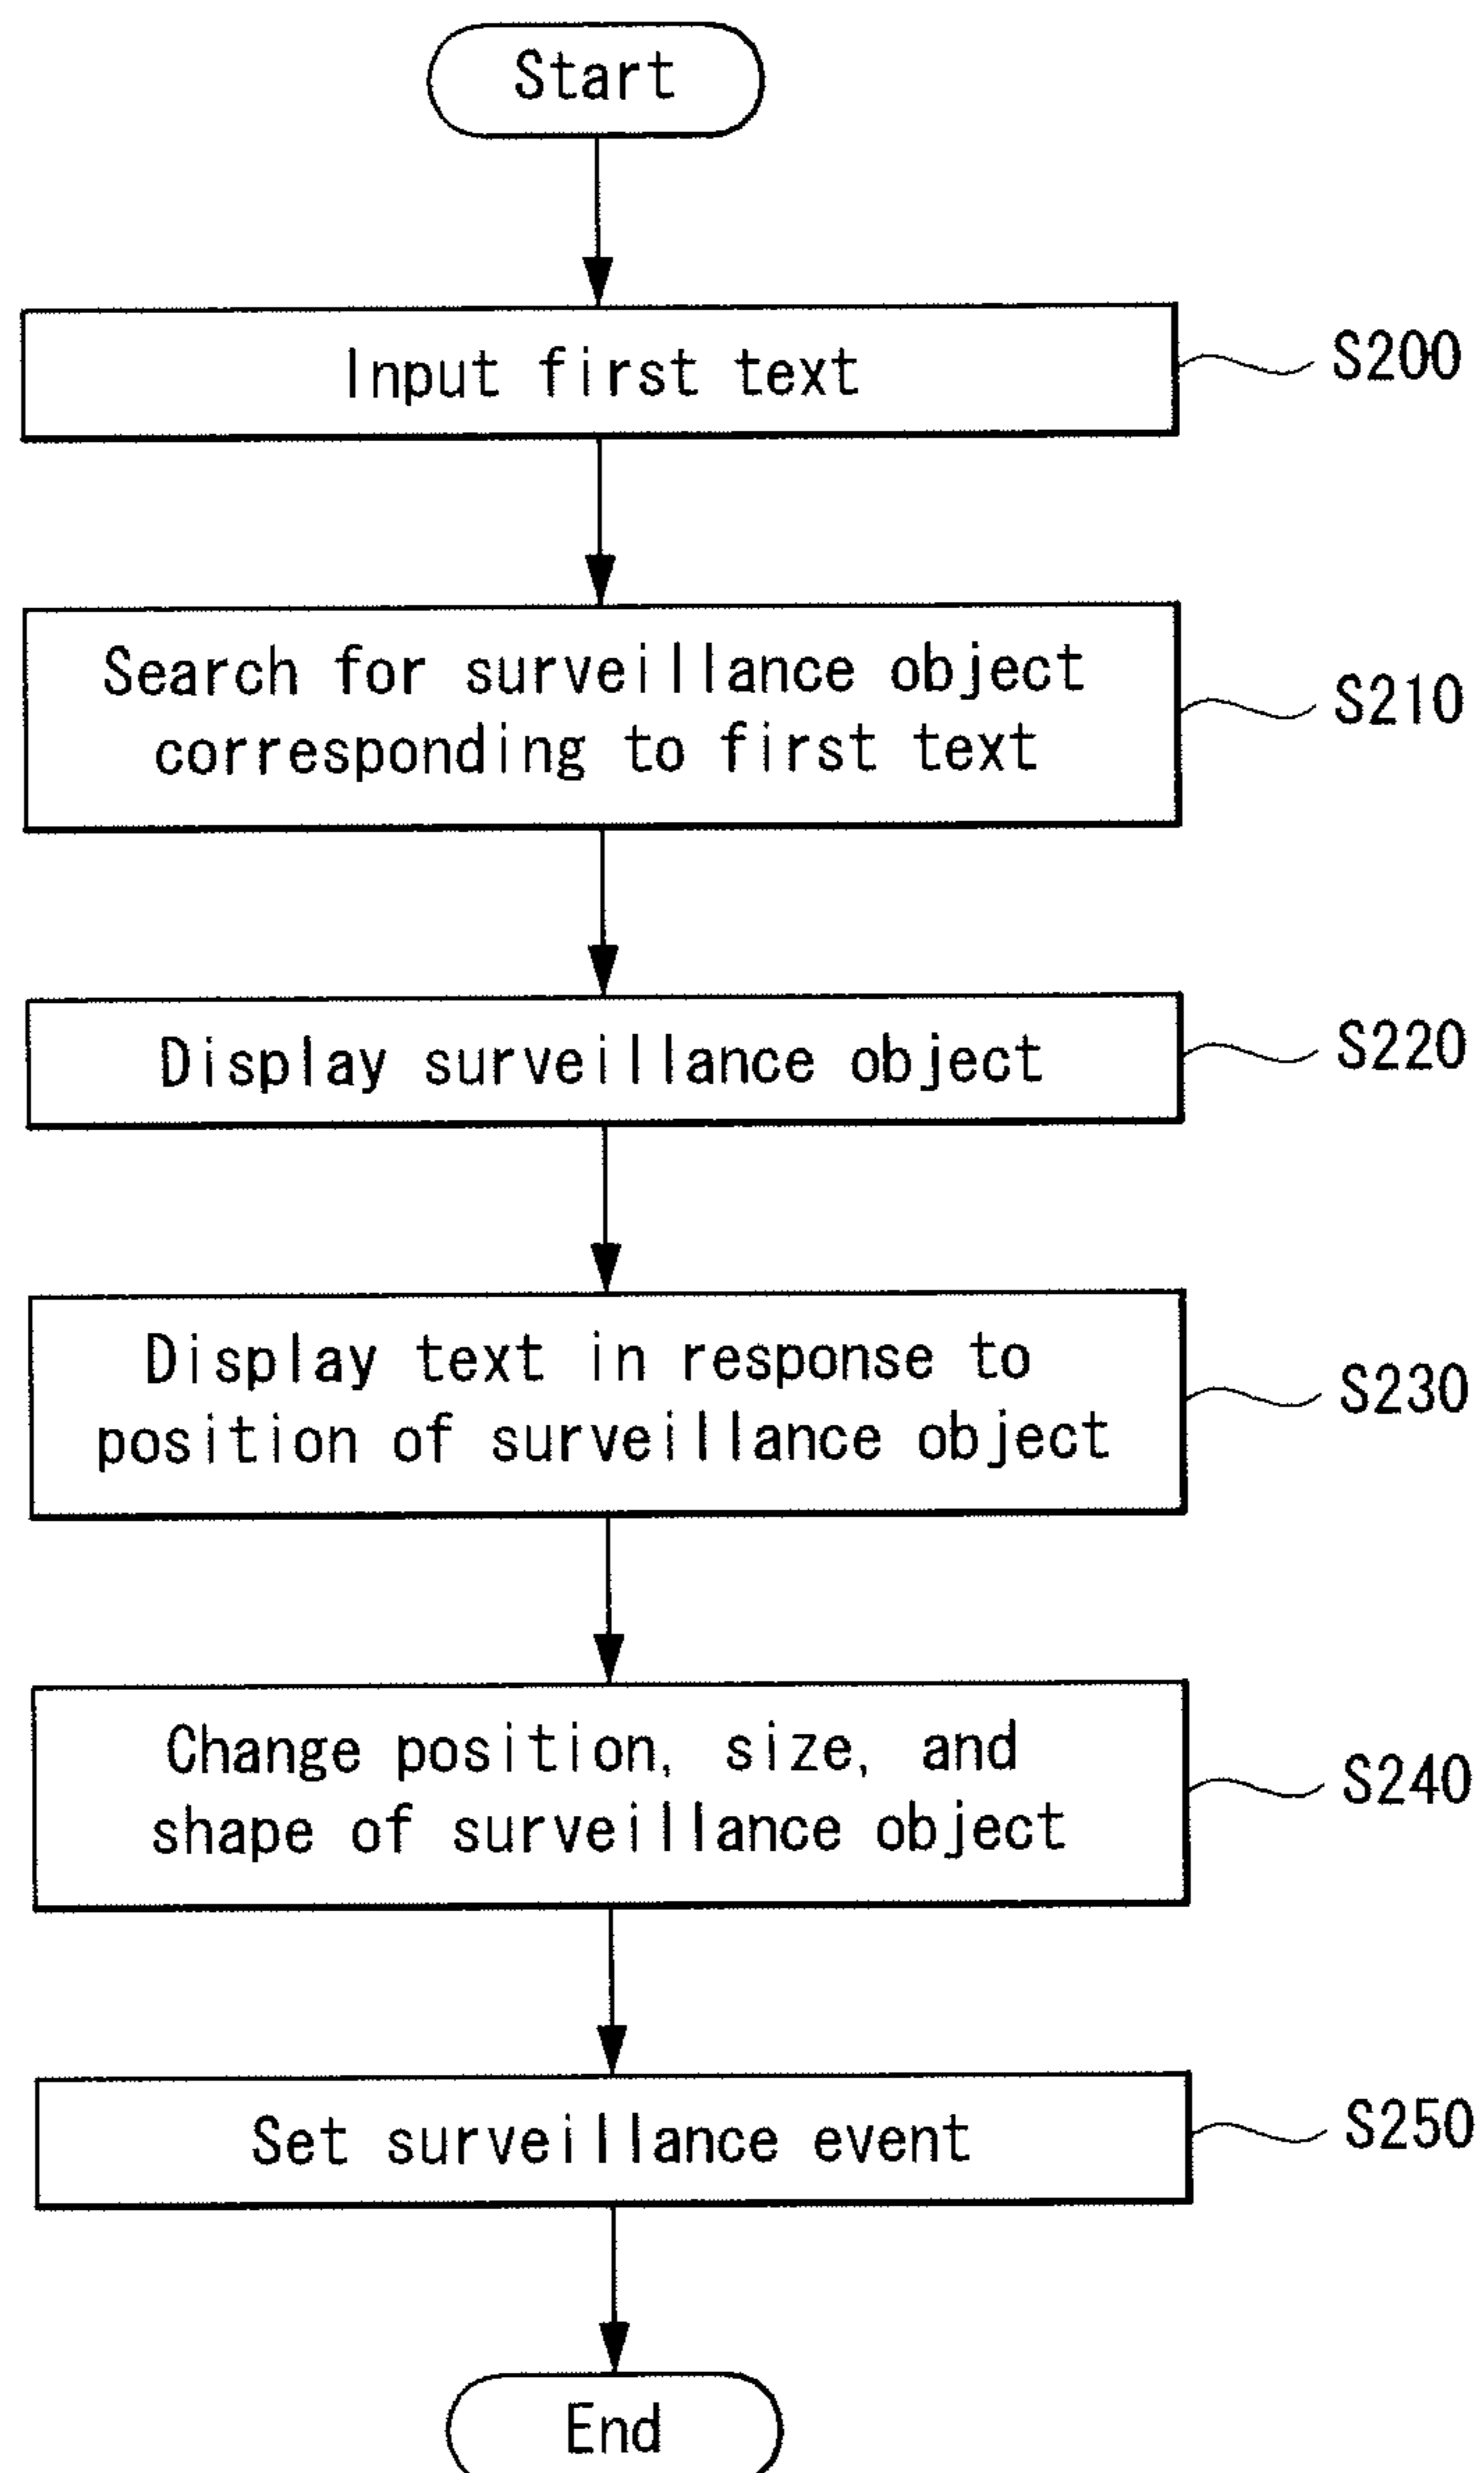 Start
Input first text
S200
Search for surveillance object
corresponding to first text
S210
Display surveillance object
S220
Display text in response to
position of surveillance object
S230
Change position, size, and
shape of surveillance object
S240
Set surveillance event
S250
End